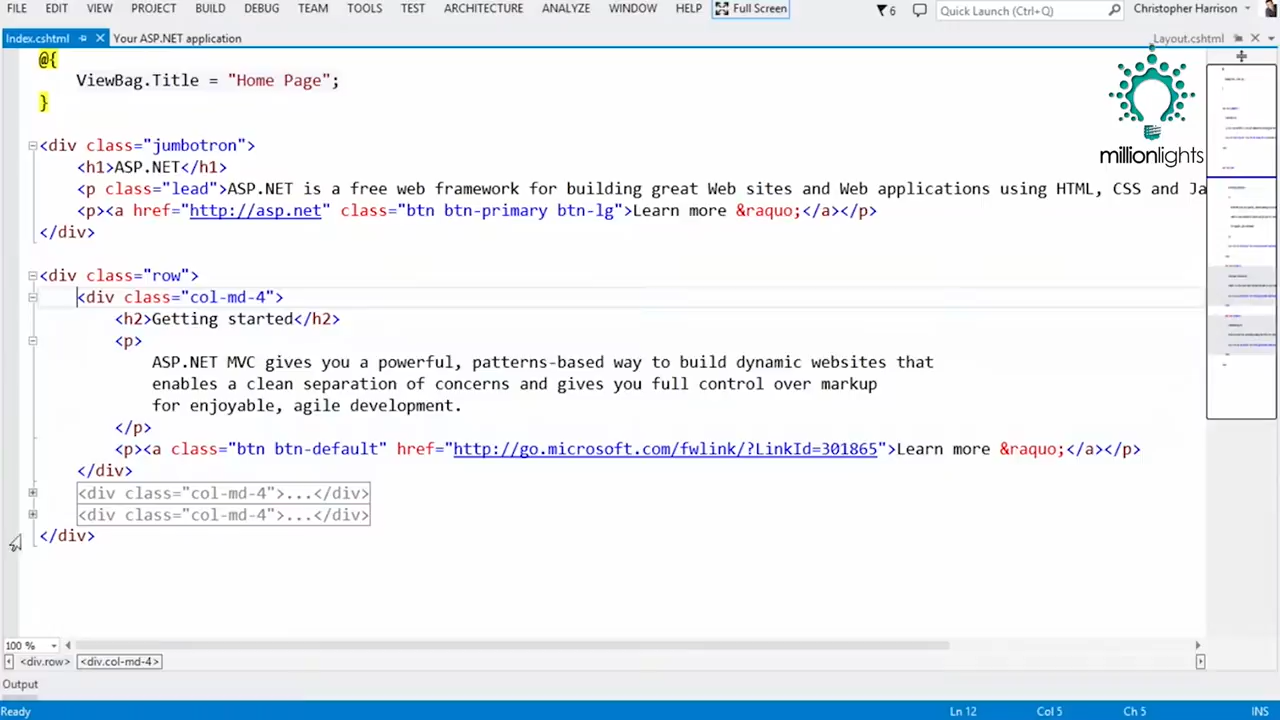 FILE EDIT VIEW PROJECT BUILD DEBUG TEAM TOOLS TEST ARCHITECTURE ANALYZE WINDOW HELP Full Screen 6 Quick Launch (Ctrl+Q) Christopher Harrison
Index.cshtml Your ASP.NET application Layout.cshtml
@{
ViewBag.Title = "Home Page";
}
millionlights
<div class="jumbotron">
<h1>ASP.NET</h1>
<p class="lead">ASP.NET is a free web framework for building great Web sites and Web applications using HTML, CSS and Ja
<p><a href="http://asp.net" class="btn btn-primary btn-lg">Learn more &raquo;</a></p>
</div>
<div class="row">
<div class="col-md-4">
<h2>Getting started</h2>
<p>
ASP.NET MVC gives you a powerful, patterns-based way to build dynamic websites that
enables a clean separation of concerns and gives you full control over markup
for enjoyable, agile development.
</p>
<p><a class="btn btn-default" href="http://go.microsoft.com/fwlink/?LinkId=301865">Learn more &raquo;</a></p>
</div>
<div class="col-md-4">...</div>
<div class="col-md-4">...</div>
</div>
100 %
<div.row> <div.col-md-4>
Output
Ready Ln 12 Col 5 Ch 5 INS